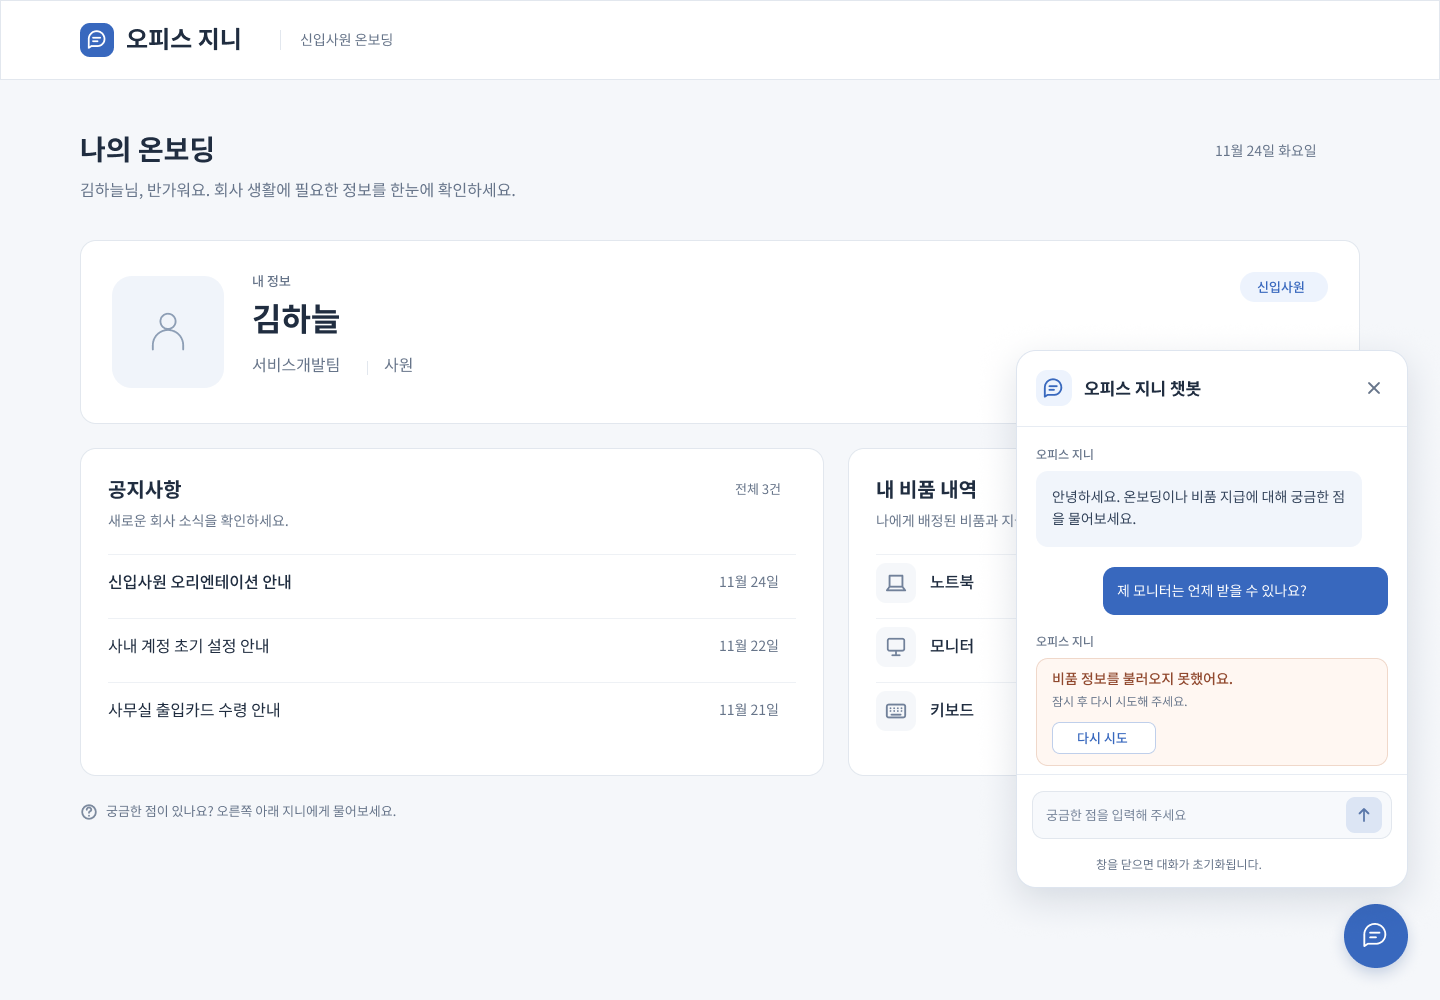 오피스 지니
신입사원 온보딩
나의 온보딩
11월 24일 화요일
김하늘님, 반가워요. 회사 생활에 필요한 정보를 한눈에 확인하세요.
내 정보
신입사원
김하늘
서비스개발팀
사원
공지사항
전체 3건
새로운 회사 소식을 확인하세요.
신입사원 오리엔테이션 안내
11월 24일
사내 계정 초기 설정 안내
11월 22일
사무실 출입카드 수령 안내
11월 21일
내 비품 내역
나에게 배정된 비품과
노트북
모니터
키보드
궁금한 점이 있나요? 오른쪽 아래 지니에게 물어보세요.
오피스 지니 챗봇
오피스 지니
안녕하세요. 온보딩이나 비품 지급에 대해 궁금한 점
을 물어보세요.
제 모니터는 언제 받을 수 있나요?
오피스 지니
비품 정보를 불러오지 못했어요.
잠시 후 다시 시도해 주세요.
다시 시도
궁금한 점을 입력해 주세요
창을 닫으면 대화가 초기화됩니다.